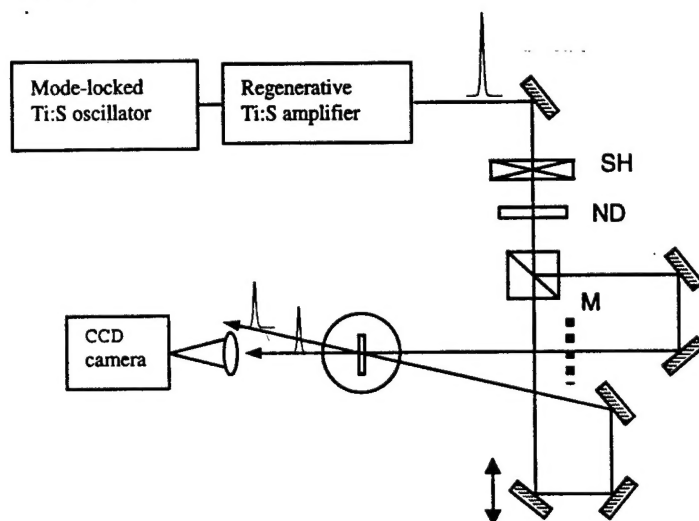 Mode-locked
Ti:S oscillator
Regenerative
Ti:S amplifier
SH
ND
M
CCD
camera